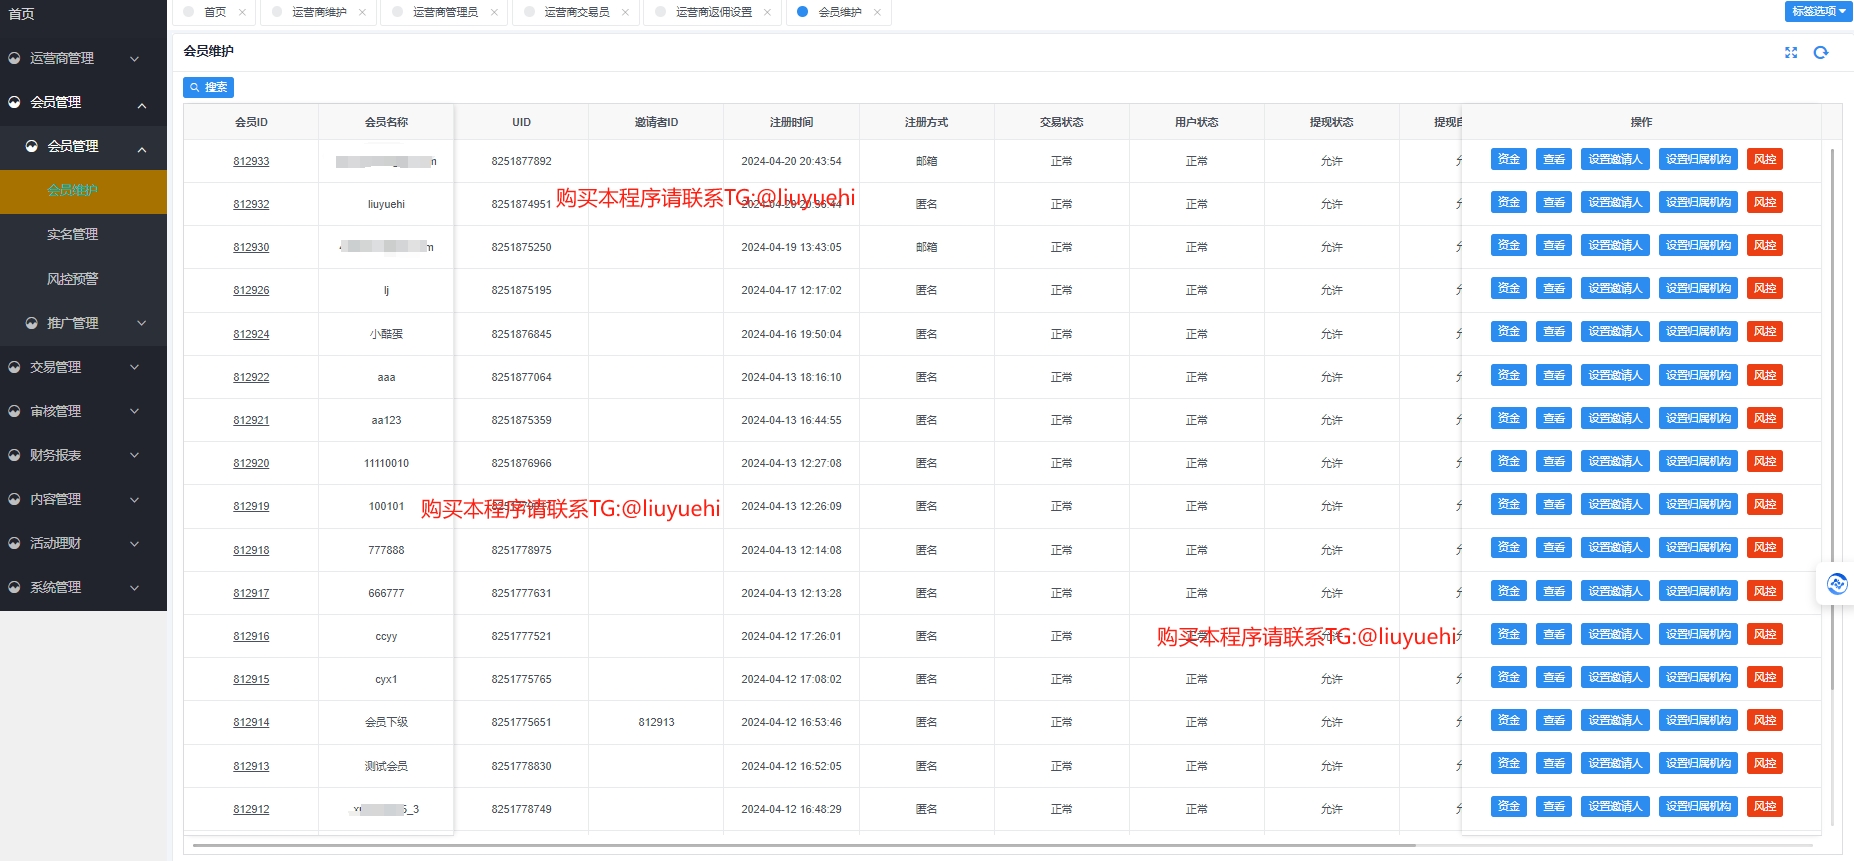 首页
运营商管理
会员管理
会员管理
会员维护
实名管理
风控预警
推广管理
交易管理
审核管理
财务报表
内容管理
活动理财
系统管理
首页 × 运营商维护 × 运营商管理员 × 运营商交易员 × 运营商返佣设置 × 会员维护 × 标签选项
会员维护
搜索
会员ID 会员名称 UID 邀请者ID 注册时间 注册方式 交易状态 用户状态 提现状态 提现 操作
812933 m 8251877892 2024-04-20 20:43:54 邮箱 正常 正常 允许 资金 查看 设置邀请人 设置归属机构 风控
812932 liuyuehi 8251874951 匿名 正常 正常 允许 资金 查看 设置邀请人 设置归属机构 风控
购买本程序请联系TG:@liuyuehi
812930 m 8251875250 2024-04-19 13:43:05 邮箱 正常 正常 允许 资金 查看 设置邀请人 设置归属机构 风控
812926 lj 8251875195 2024-04-17 12:17:02 匿名 正常 正常 允许 资金 查看 设置邀请人 设置归属机构 风控
812924 小酷蛋 8251876845 2024-04-16 19:50:04 匿名 正常 正常 允许 资金 查看 设置邀请人 设置归属机构 风控
812922 aaa 8251877064 2024-04-13 18:16:10 匿名 正常 正常 允许 资金 查看 设置邀请人 设置归属机构 风控
812921 aa123 8251875359 2024-04-13 16:44:55 匿名 正常 正常 允许 资金 查看 设置邀请人 设置归属机构 风控
812920 11110010 8251876966 2024-04-13 12:27:08 匿名 正常 正常 允许 资金 查看 设置邀请人 设置归属机构 风控
812919 100101 2024-04-13 12:26:09 匿名 正常 正常 允许 资金 查看 设置邀请人 设置归属机构 风控
购买本程序请联系TG:@liuyuehi
812918 777888 8251778975 2024-04-13 12:14:08 匿名 正常 正常 允许 资金 查看 设置邀请人 设置归属机构 风控
812917 666777 8251777631 2024-04-13 12:13:28 匿名 正常 正常 允许 资金 查看 设置邀请人 设置归属机构 风控
812916 ccyy 8251777521 2024-04-12 17:26:01 匿名 正常 资金 查看 设置邀请人 设置归属机构 风控
购买本程序请联系TG:@liuyuehi
812915 cyx1 8251775765 2024-04-12 17:08:02 匿名 正常 正常 允许 资金 查看 设置邀请人 设置归属机构 风控
812914 会员下级 8251775651 812913 2024-04-12 16:53:46 匿名 正常 正常 允许 资金 查看 设置邀请人 设置归属机构 风控
812913 测试会员 8251778830 2024-04-12 16:52:05 匿名 正常 正常 允许 资金 查看 设置邀请人 设置归属机构 风控
812912 5_3 8251778749 2024-04-12 16:48:29 匿名 正常 正常 允许 资金 查看 设置邀请人 设置归属机构 风控